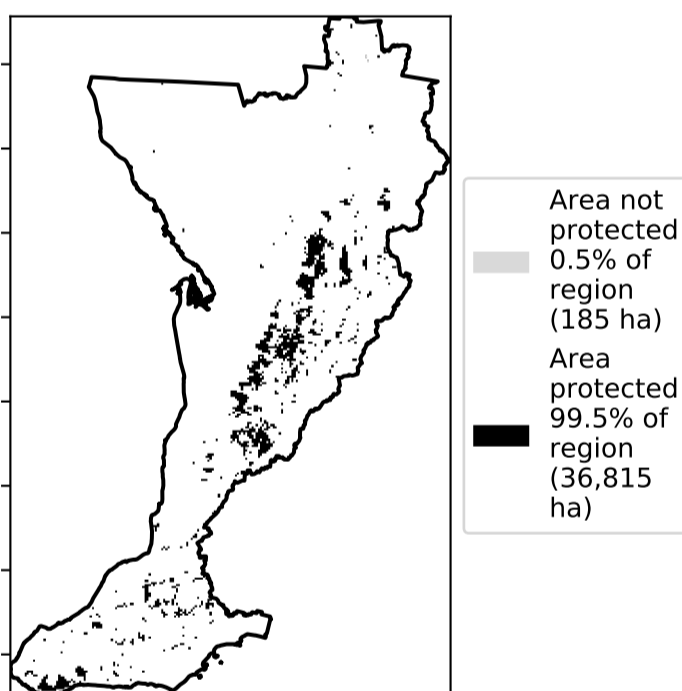 Area not
protected
0.5% of
region
(185 ha)
Area
protected
99.5% of
region
(36,815
ha)